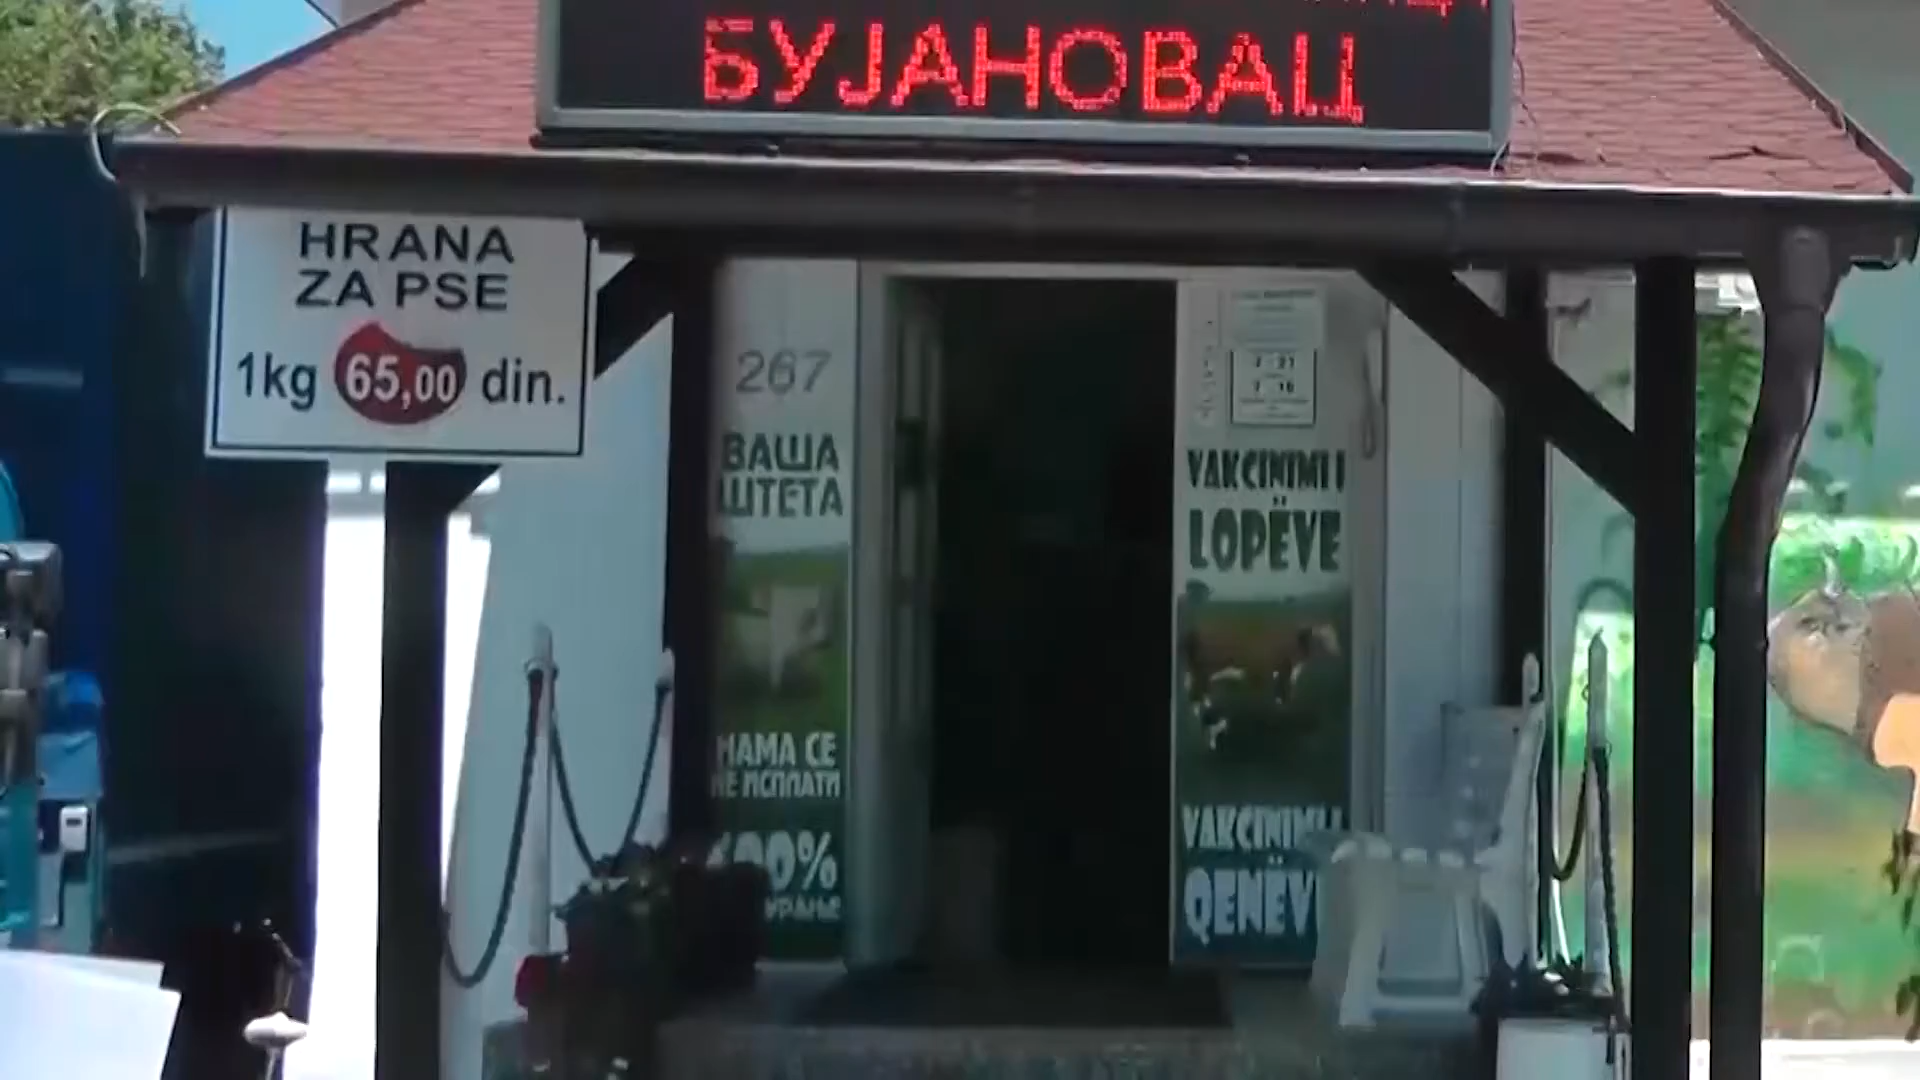 БУЈАНОВАЦ
HRANA
ZA PSE
1kg 65,00 din.
267
ВАША
ШТЕТА
НАМА СЕ
НЕ ИСПЛАТИ
100%
VAKCINIMI I
LOPËVE
VAKCINIMI I
QENËVE